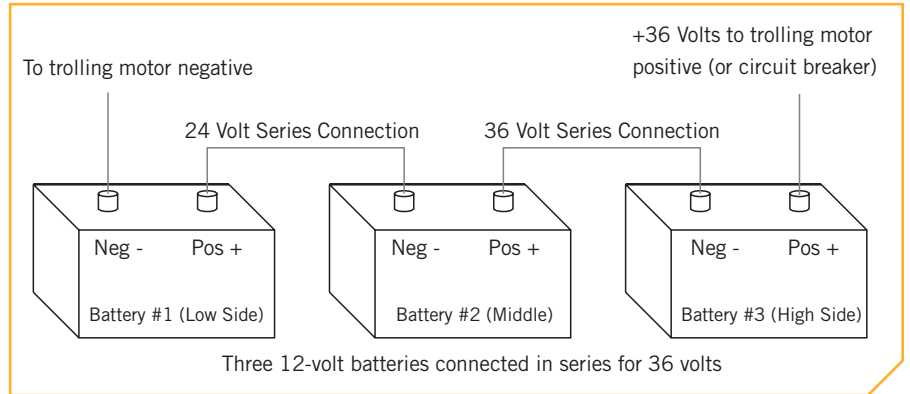 +36 Volts to trolling motor
positive (or circuit breaker)
To trolling motor negative
24 Volt Series Connection
36 Volt Series Connection
Neg -
Pos +
Neg -
Pos +
Neg -
Pos +
Battery #1 (Low Side)
Battery #2 (Middle)
Battery #3 (High Side)
Three 12-volt batteries connected in series for 36 volts